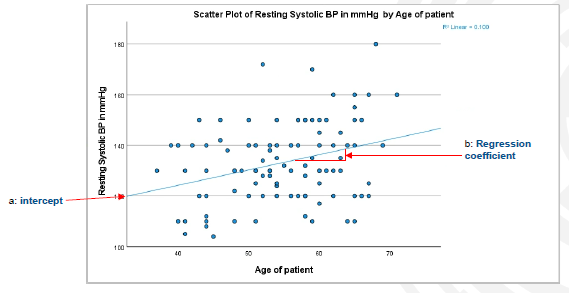 Scatter Plot of Resting Systolic BP in mmHg by Age of patient
R² Linear = 0.100
Resting Systolic BP in mmHg
180
160
140
120
100
40 50 60 70
Age of patient
a: intercept
b: Regression
coefficient